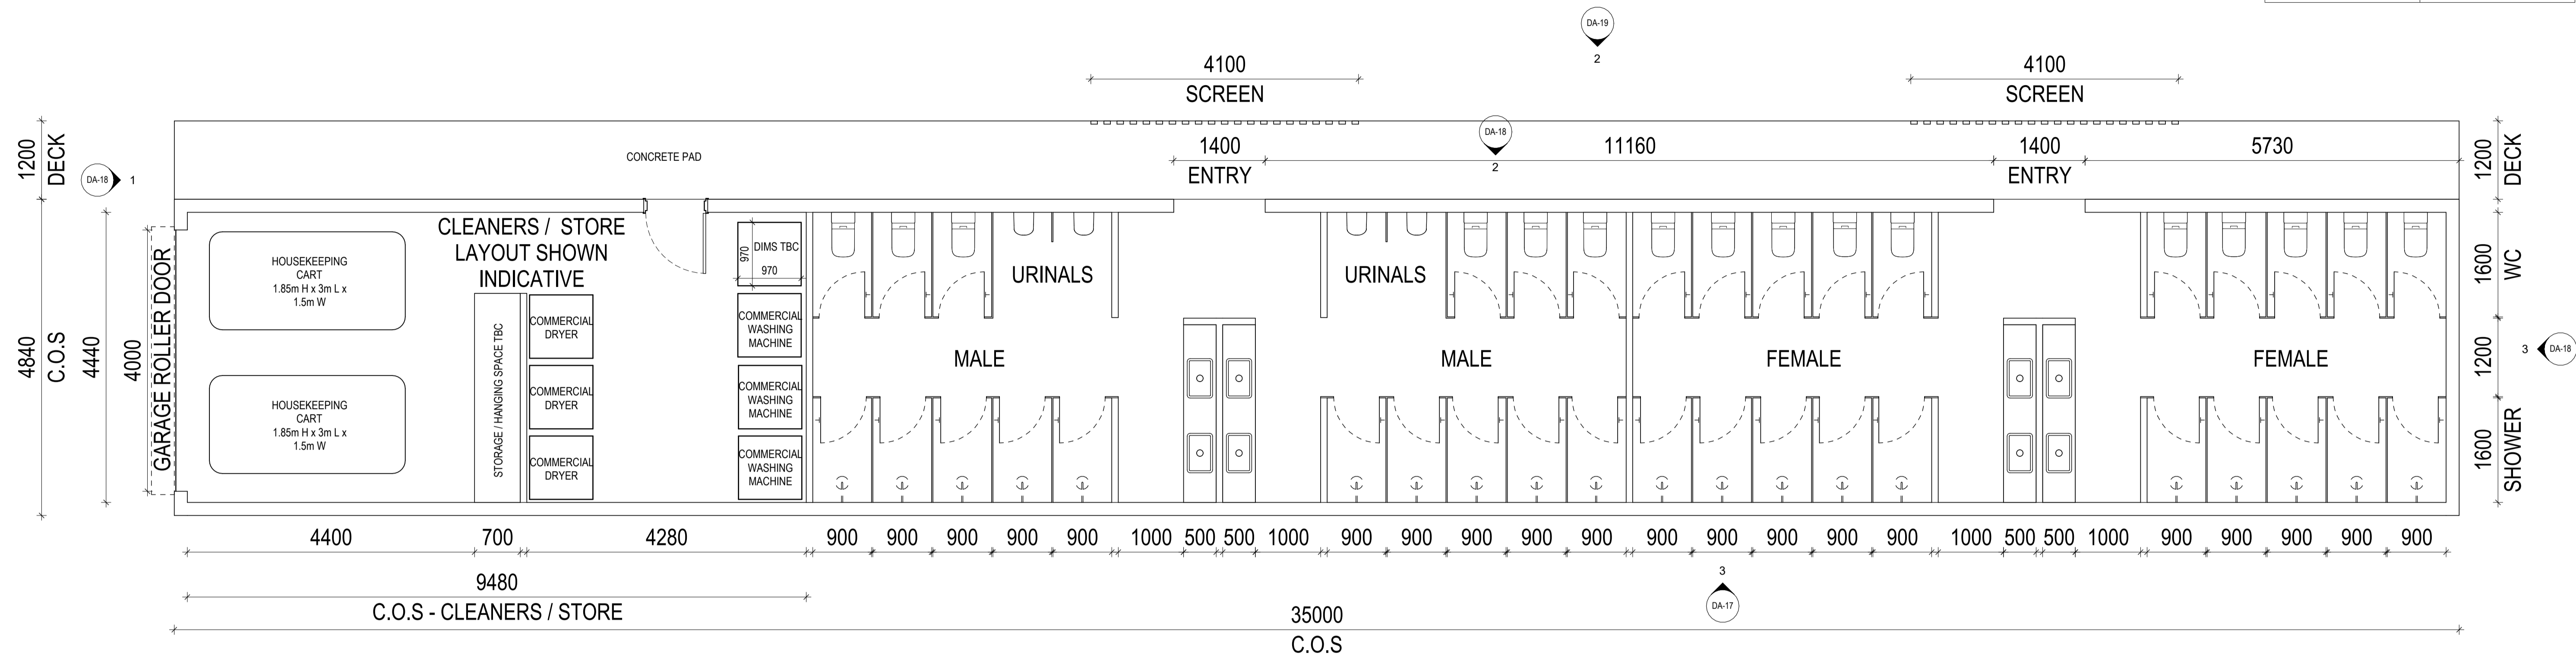 DA-19
2
4100
SCREEN
4100
SCREEN
1200
DECK
DA-18
1
CONCRETE PAD
1400
ENTRY
DA-18
2
11160
1400
ENTRY
5730
1200
DECK
4840
C.O.S
4440
4000
GARAGE ROLLER DOOR
HOUSEKEEPING
CART
1.85m H x 3m L x
1.5m W
HOUSEKEEPING
CART
1.85m H x 3m L x
1.5m W
CLEANERS / STORE
LAYOUT SHOWN
INDICATIVE
STORAGE / HANGING SPACE TBC
COMMERCIAL
DRYER
COMMERCIAL
DRYER
COMMERCIAL
DRYER
970
DIMS TBC
970
COMMERCIAL
WASHING
MACHINE
COMMERCIAL
WASHING
MACHINE
COMMERCIAL
WASHING
MACHINE
URINALS
MALE
URINALS
MALE
FEMALE
FEMALE
1600
WC
1200
1600
SHOWER
3
DA-18
4400
700
4280
900
900
900
900
900
1000
500
500
1000
900
900
900
900
900
900
900
900
900
900
1000
500
500
1000
900
900
900
900
900
9480
C.O.S - CLEANERS / STORE
3
DA-17
35000
C.O.S